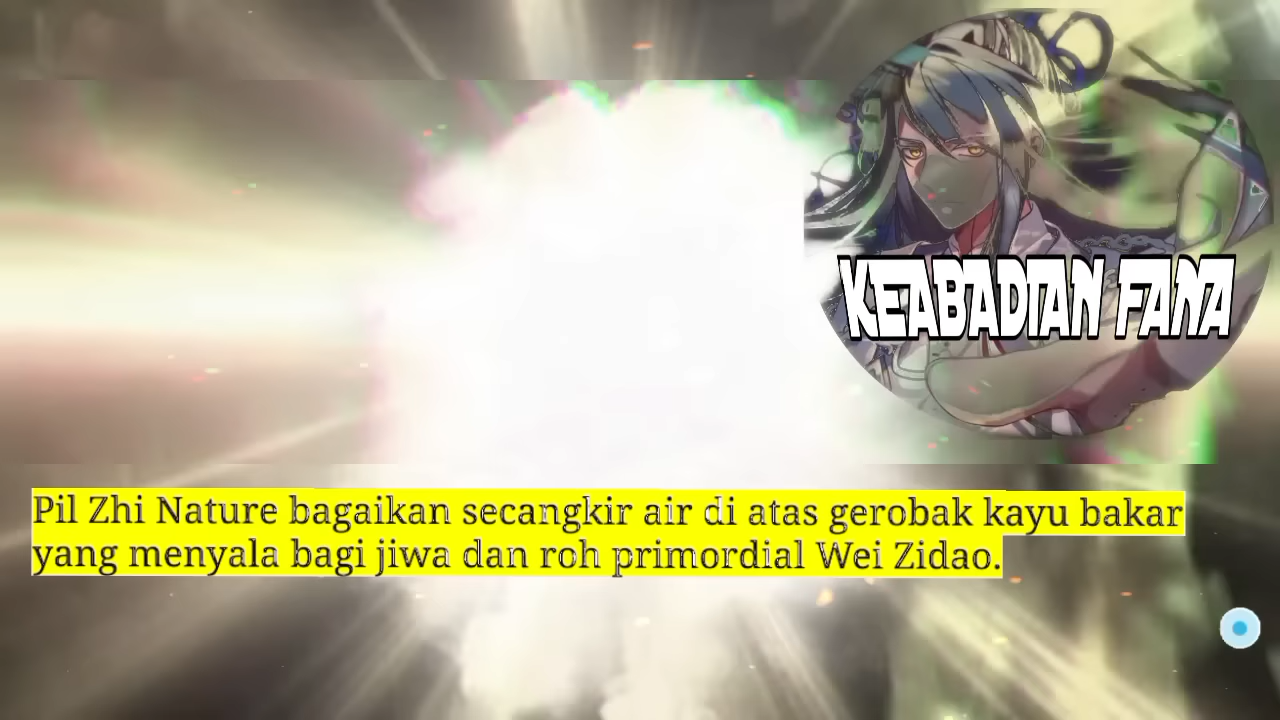 KEABADIAN FANA
Pil Zhi Nature bagaikan secangkir air di atas gerobak kayu bakar
yang menyala bagi jiwa dan roh primordial Wei Zidao.